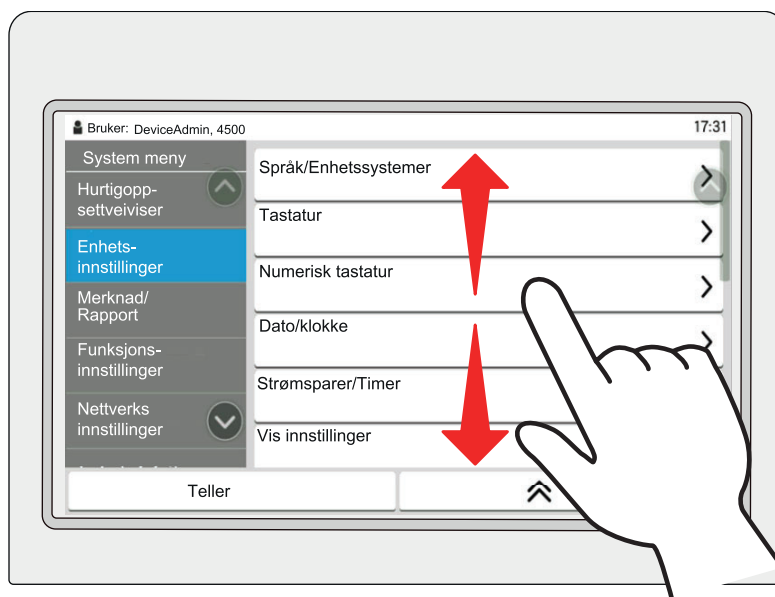 Bruker: DeviceAdmin, 4500
17:31
System meny
Hurtigopp-
settveiviser
Enhets-
innstillinger
Merknad/
Rapport
Funksjons-
innstillinger
Nettverks
innstillinger
Språk/Enhetssystemer
Tastatur
Numerisk tastatur
Dato/klokke
Strømsparer/Timer
Vis innstillinger
Teller